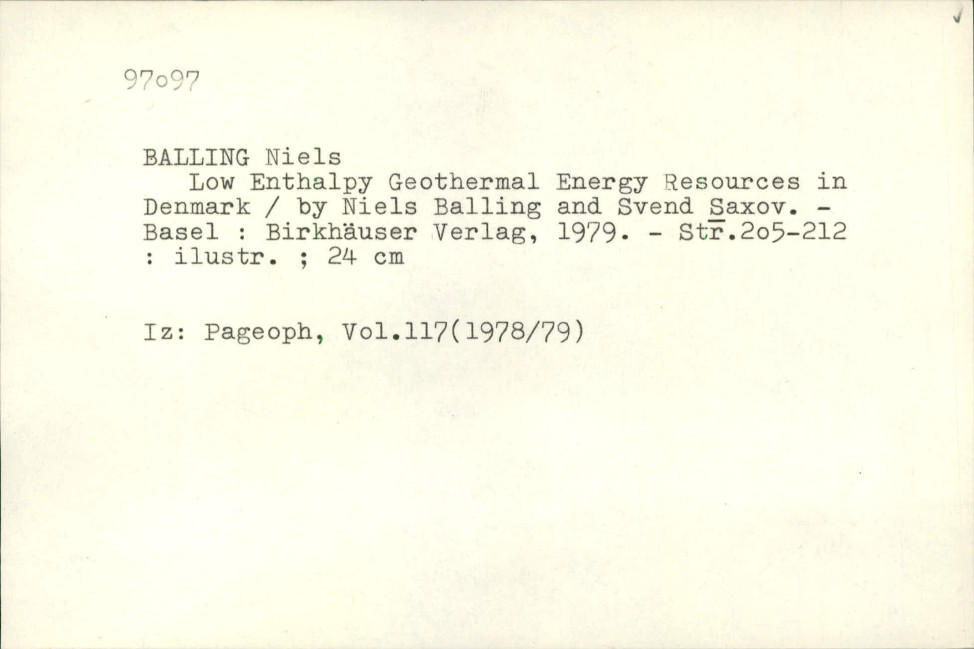 97o97
BALLING Niels
Low Enthalpy Geothermal Energy Resources in
Denmark / by Niels Balling and Svend Saxov. -
Basel : Birkhäuser Verlag, 1979. - Str.2o5-212
: ilustr. ; 24 cm
Iz: Pageoph, Vol.117(1978/79)